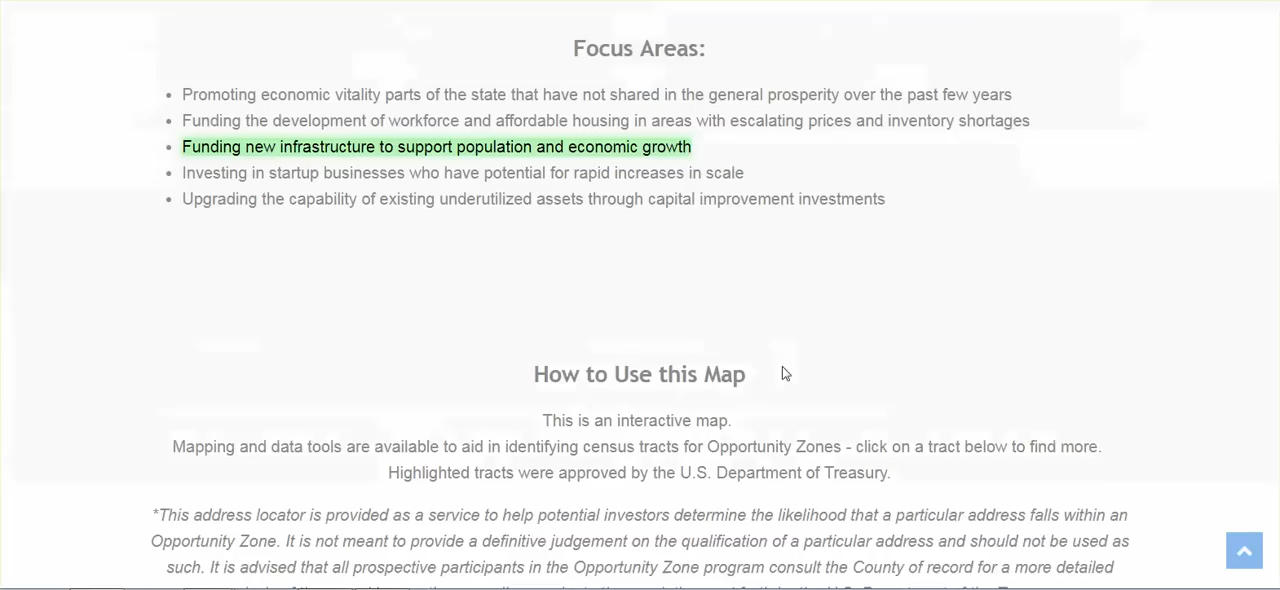 Focus Areas:
Promoting economic vitality parts of the state that have not shared in the general prosperity over the past few years
Funding the development of workforce and affordable housing in areas with escalating prices and inventory shortages
Funding new infrastructure to support population and economic growth
Investing in startup businesses who have potential for rapid increases in scale
Upgrading the capability of existing underutilized assets through capital improvement investments
How to Use this Map
This is an interactive map.
Mapping and data tools are available to aid in identifying census tracts for Opportunity Zones - click on a tract below to find more.
Highlighted tracts were approved by the U.S. Department of Treasury.
*This address locator is provided as a service to help potential investors determine the likelihood that a particular address falls within an
Opportunity Zone. It is not meant to provide a definitive judgement on the qualification of a particular address and should not be used as
such. It is advised that all prospective participants in the Opportunity Zone program consult the County of record for a more detailed